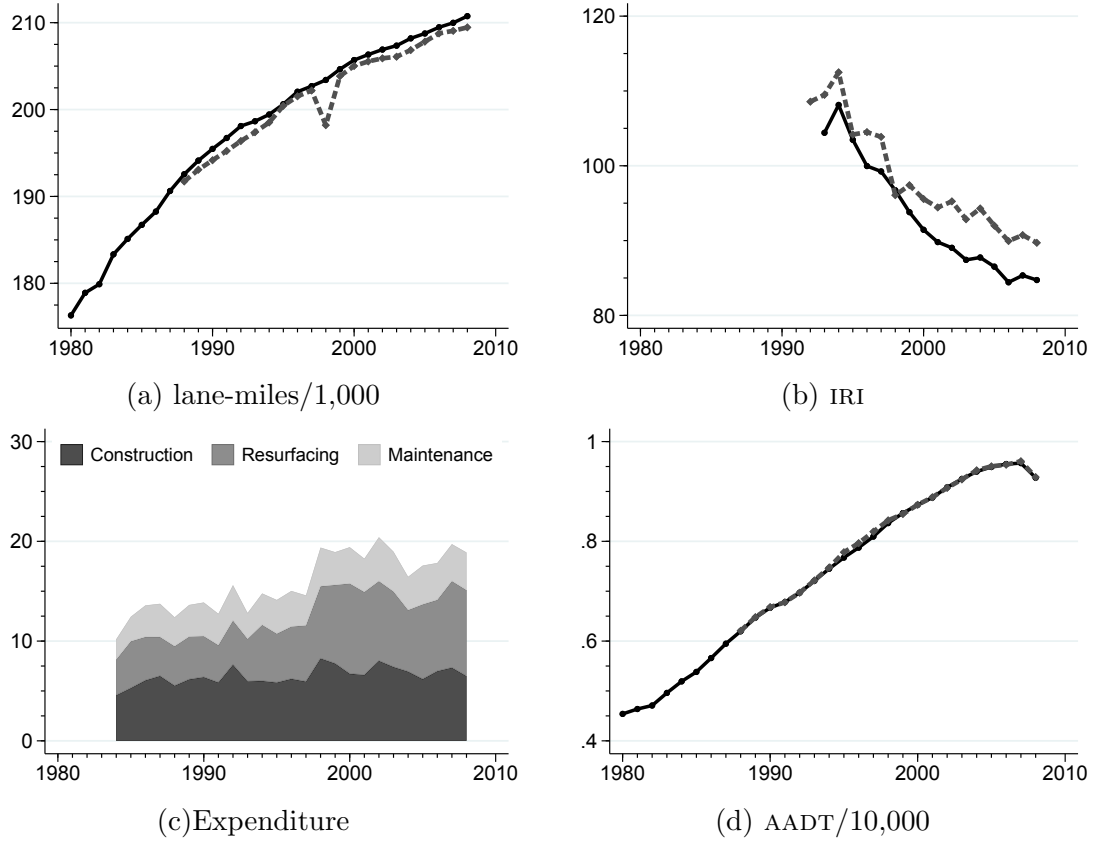 210
200
190
180
1980 1990 2000 2010
(a) lane-miles/1,000
120
100
80
1980 1990 2000 2010
(b) IRI
30
20
10
0
Construction Resurfacing Maintenance
1980 1990 2000 2010
(c)Expenditure
1
.8
.6
.4
1980 1990 2000 2010
(d) AADT/10,000